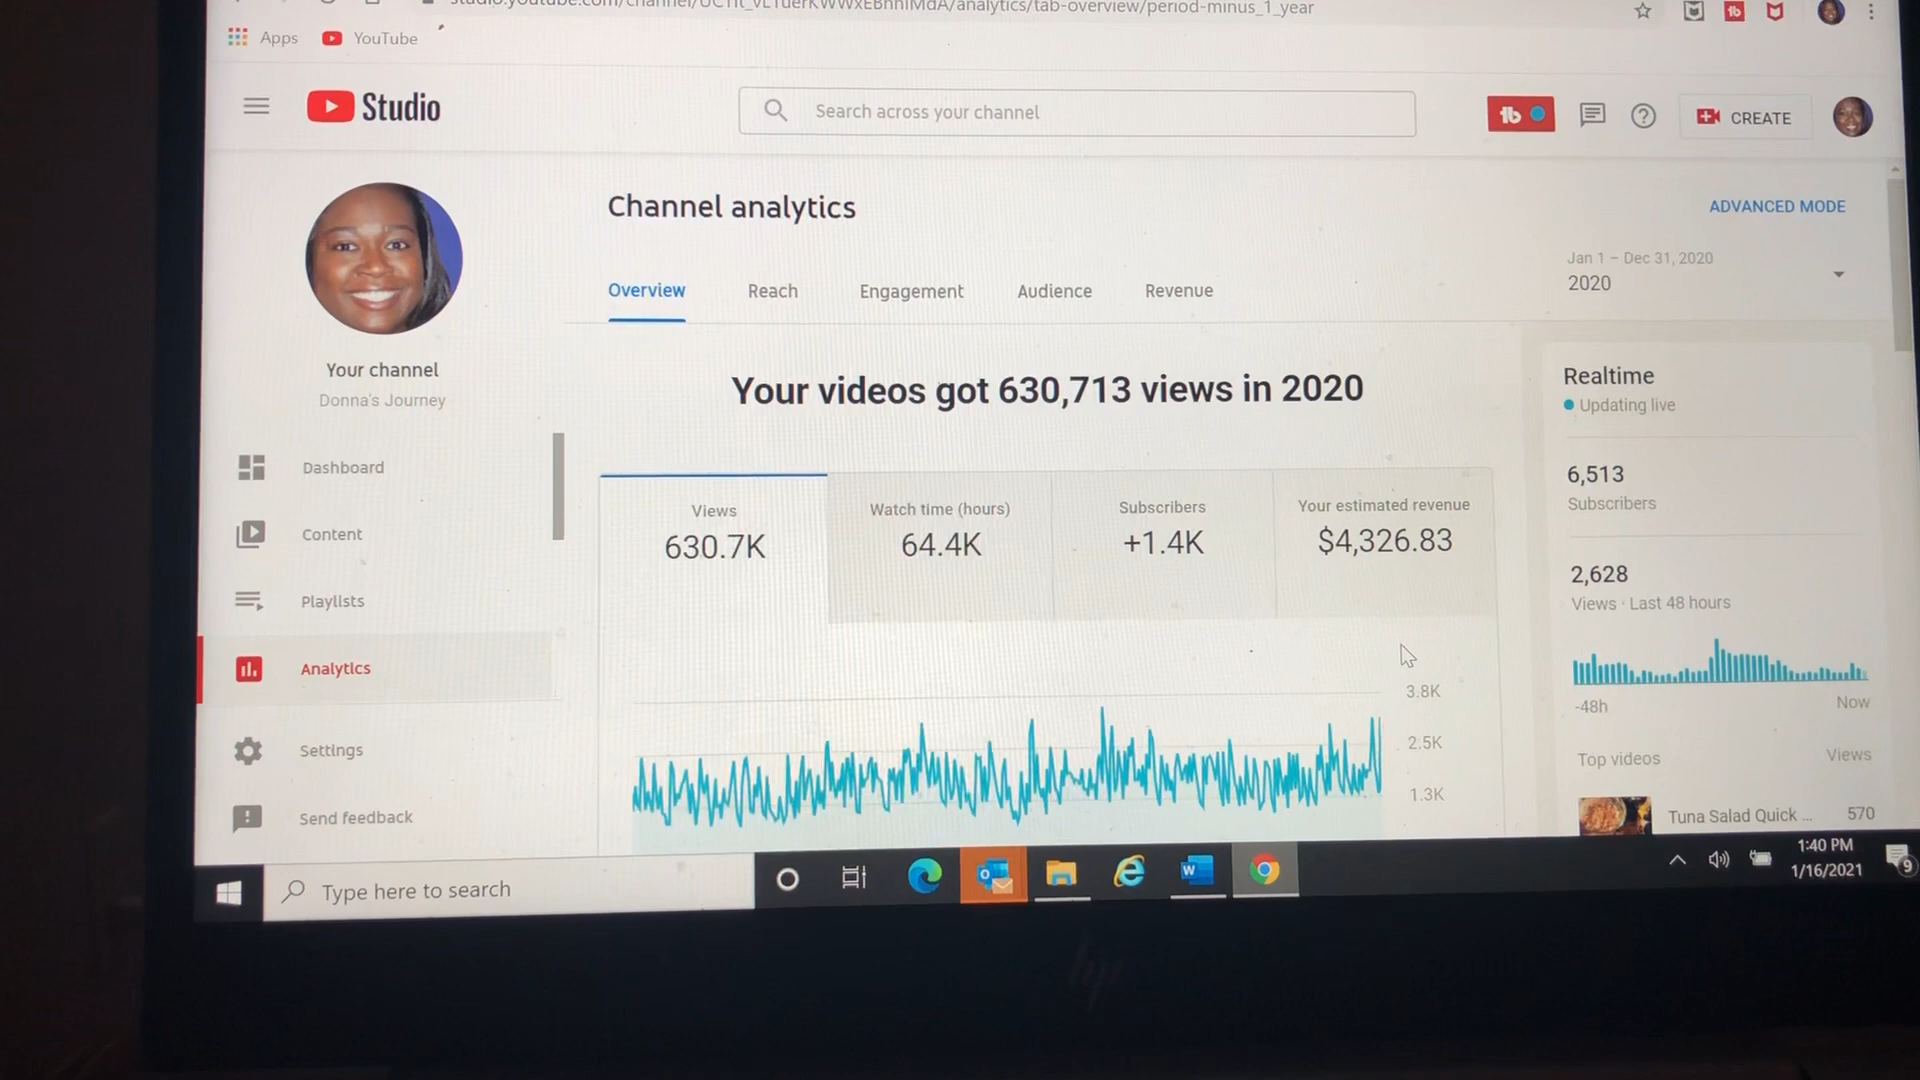 Apps YouTube
Studio
Search across your channel
CREATE
Channel analytics
ADVANCED MODE
Jan 1 – Dec 31, 2020
2020
Overview Reach Engagement Audience Revenue
Your channel
Donna's Journey
Your videos got 630,713 views in 2020
Realtime
Updating live
6,513
Subscribers
2,628
Views · Last 48 hours
-48h Now
Top videos Views
Tuna Salad Quick ... 570
Dashboard
Content
Playlists
Analytics
Settings
Send feedback
Views
630.7K
Watch time (hours)
64.4K
Subscribers
+1.4K
Your estimated revenue
$4,326.83
3.8K
2.5K
1.3K
Type here to search
1:40 PM
1/16/2021
9
hp